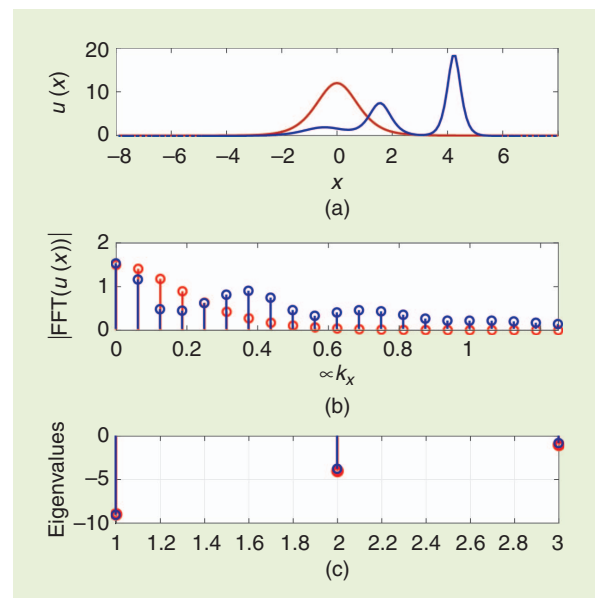 u (x)
20
10
0
−8 −6 −4 −2 0 2 4 6
x
(a)
|FFT(u (x))|
2
1
0
0 0.2 0.4 0.6 0.8 1
∝kx
(b)
Eigenvalues
0
−5
−10
1 1.2 1.4 1.6 1.8 2 2.2 2.4 2.6 2.8 3
(c)